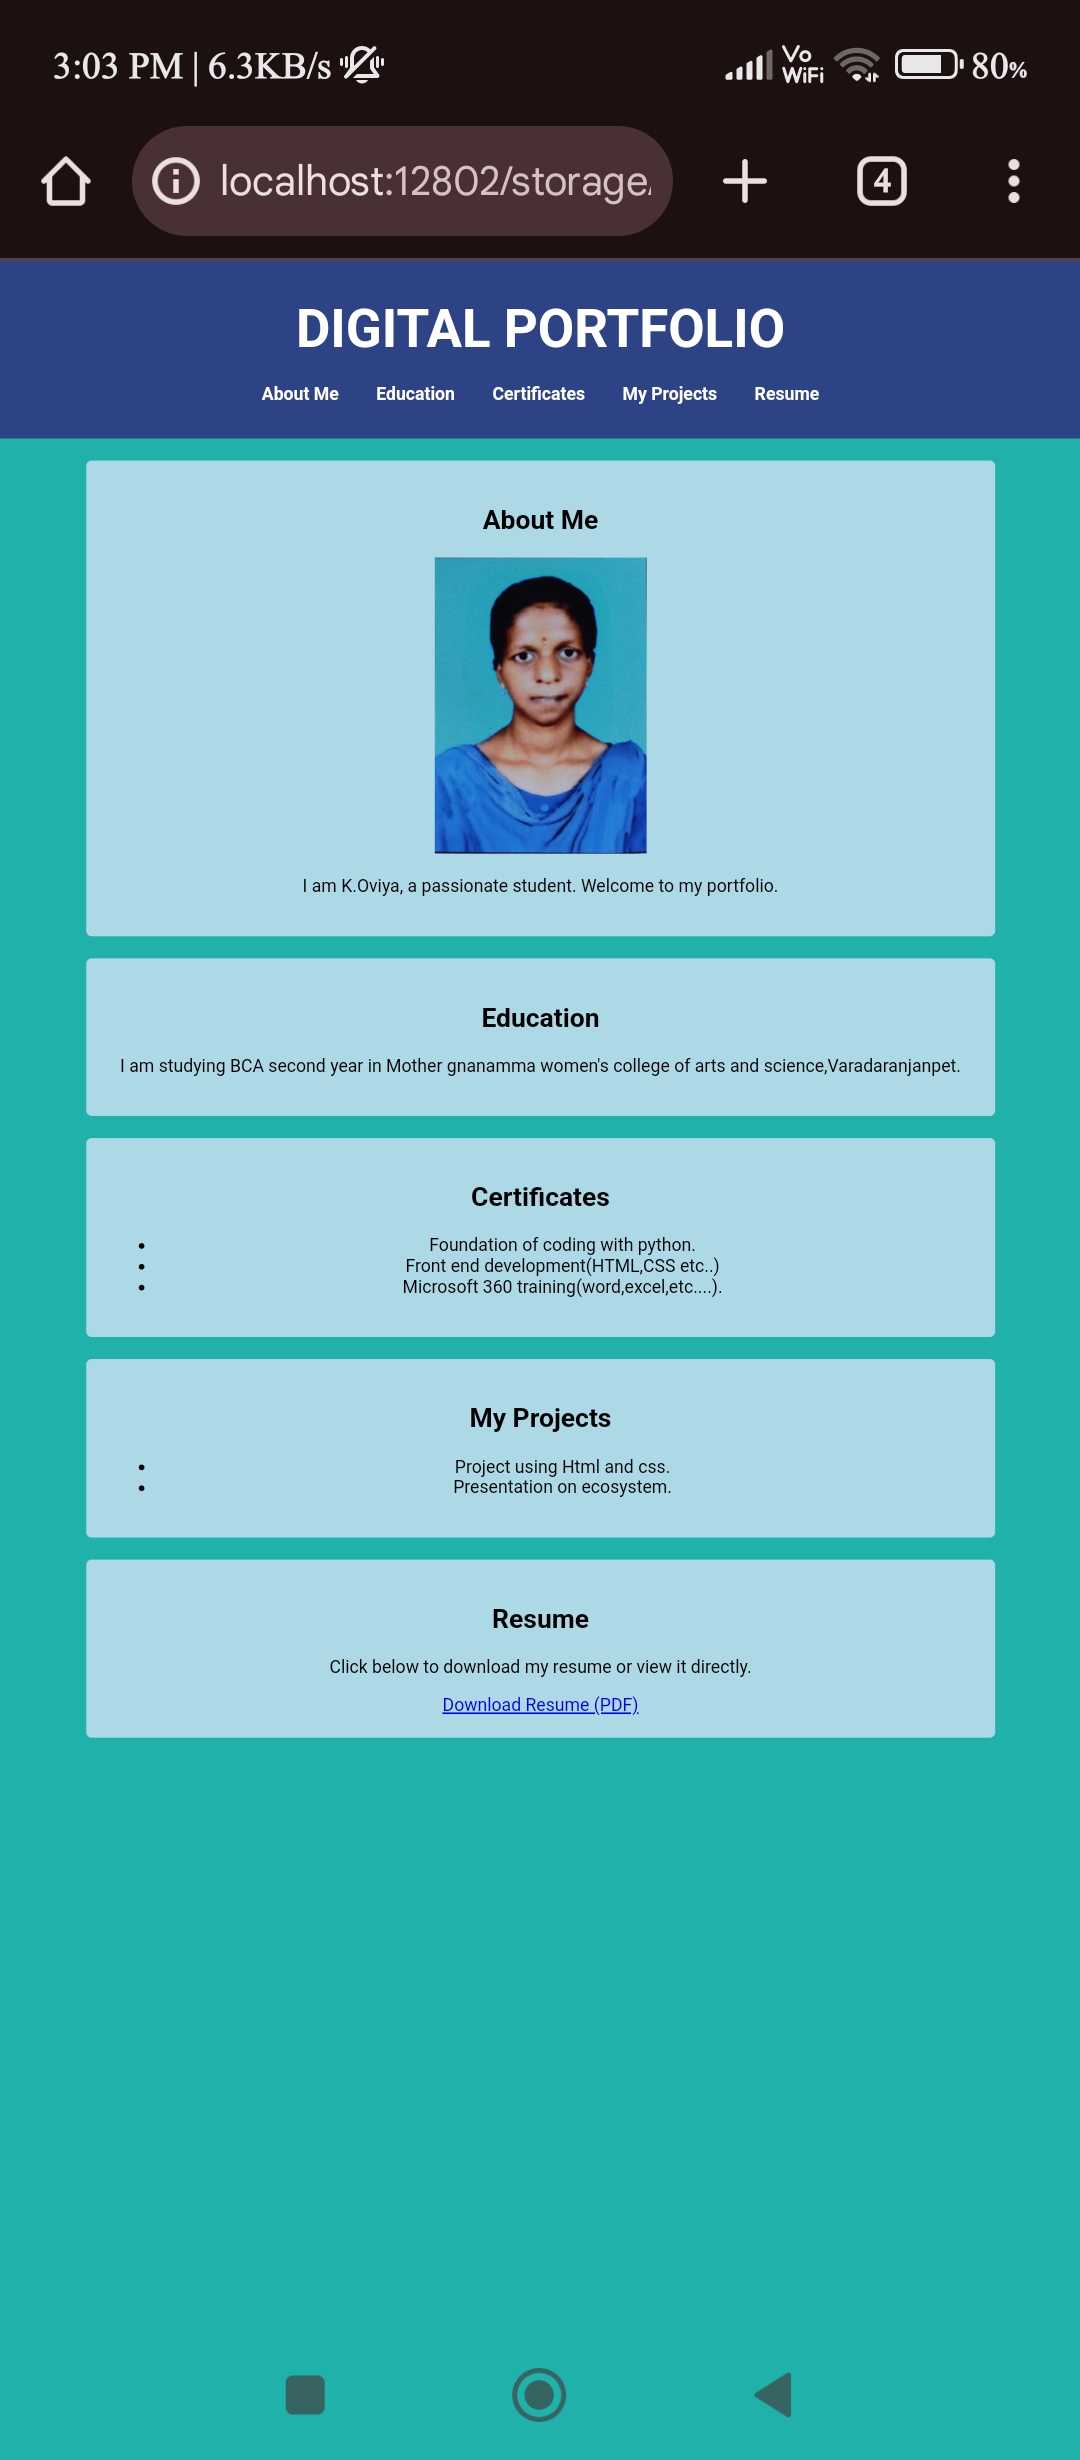 3:03 PM | 6.3KB/s
Vo
WiFi
80%
localhost:12802/storage
4
DIGITAL PORTFOLIO
About Me Education Certificates My Projects Resume
About Me
I am K.Oviya, a passionate student. Welcome to my portfolio.
Education
I am studying BCA second year in Mother gnanamma women's college of arts and science,Varadaranjanpet.
Certificates
• Foundation of coding with python.
• Front end development(HTML,CSS etc..)
• Microsoft 360 training(word,excel,etc....).
My Projects
• Project using Html and css.
• Presentation on ecosystem.
Resume
Click below to download my resume or view it directly.
Download Resume (PDF)